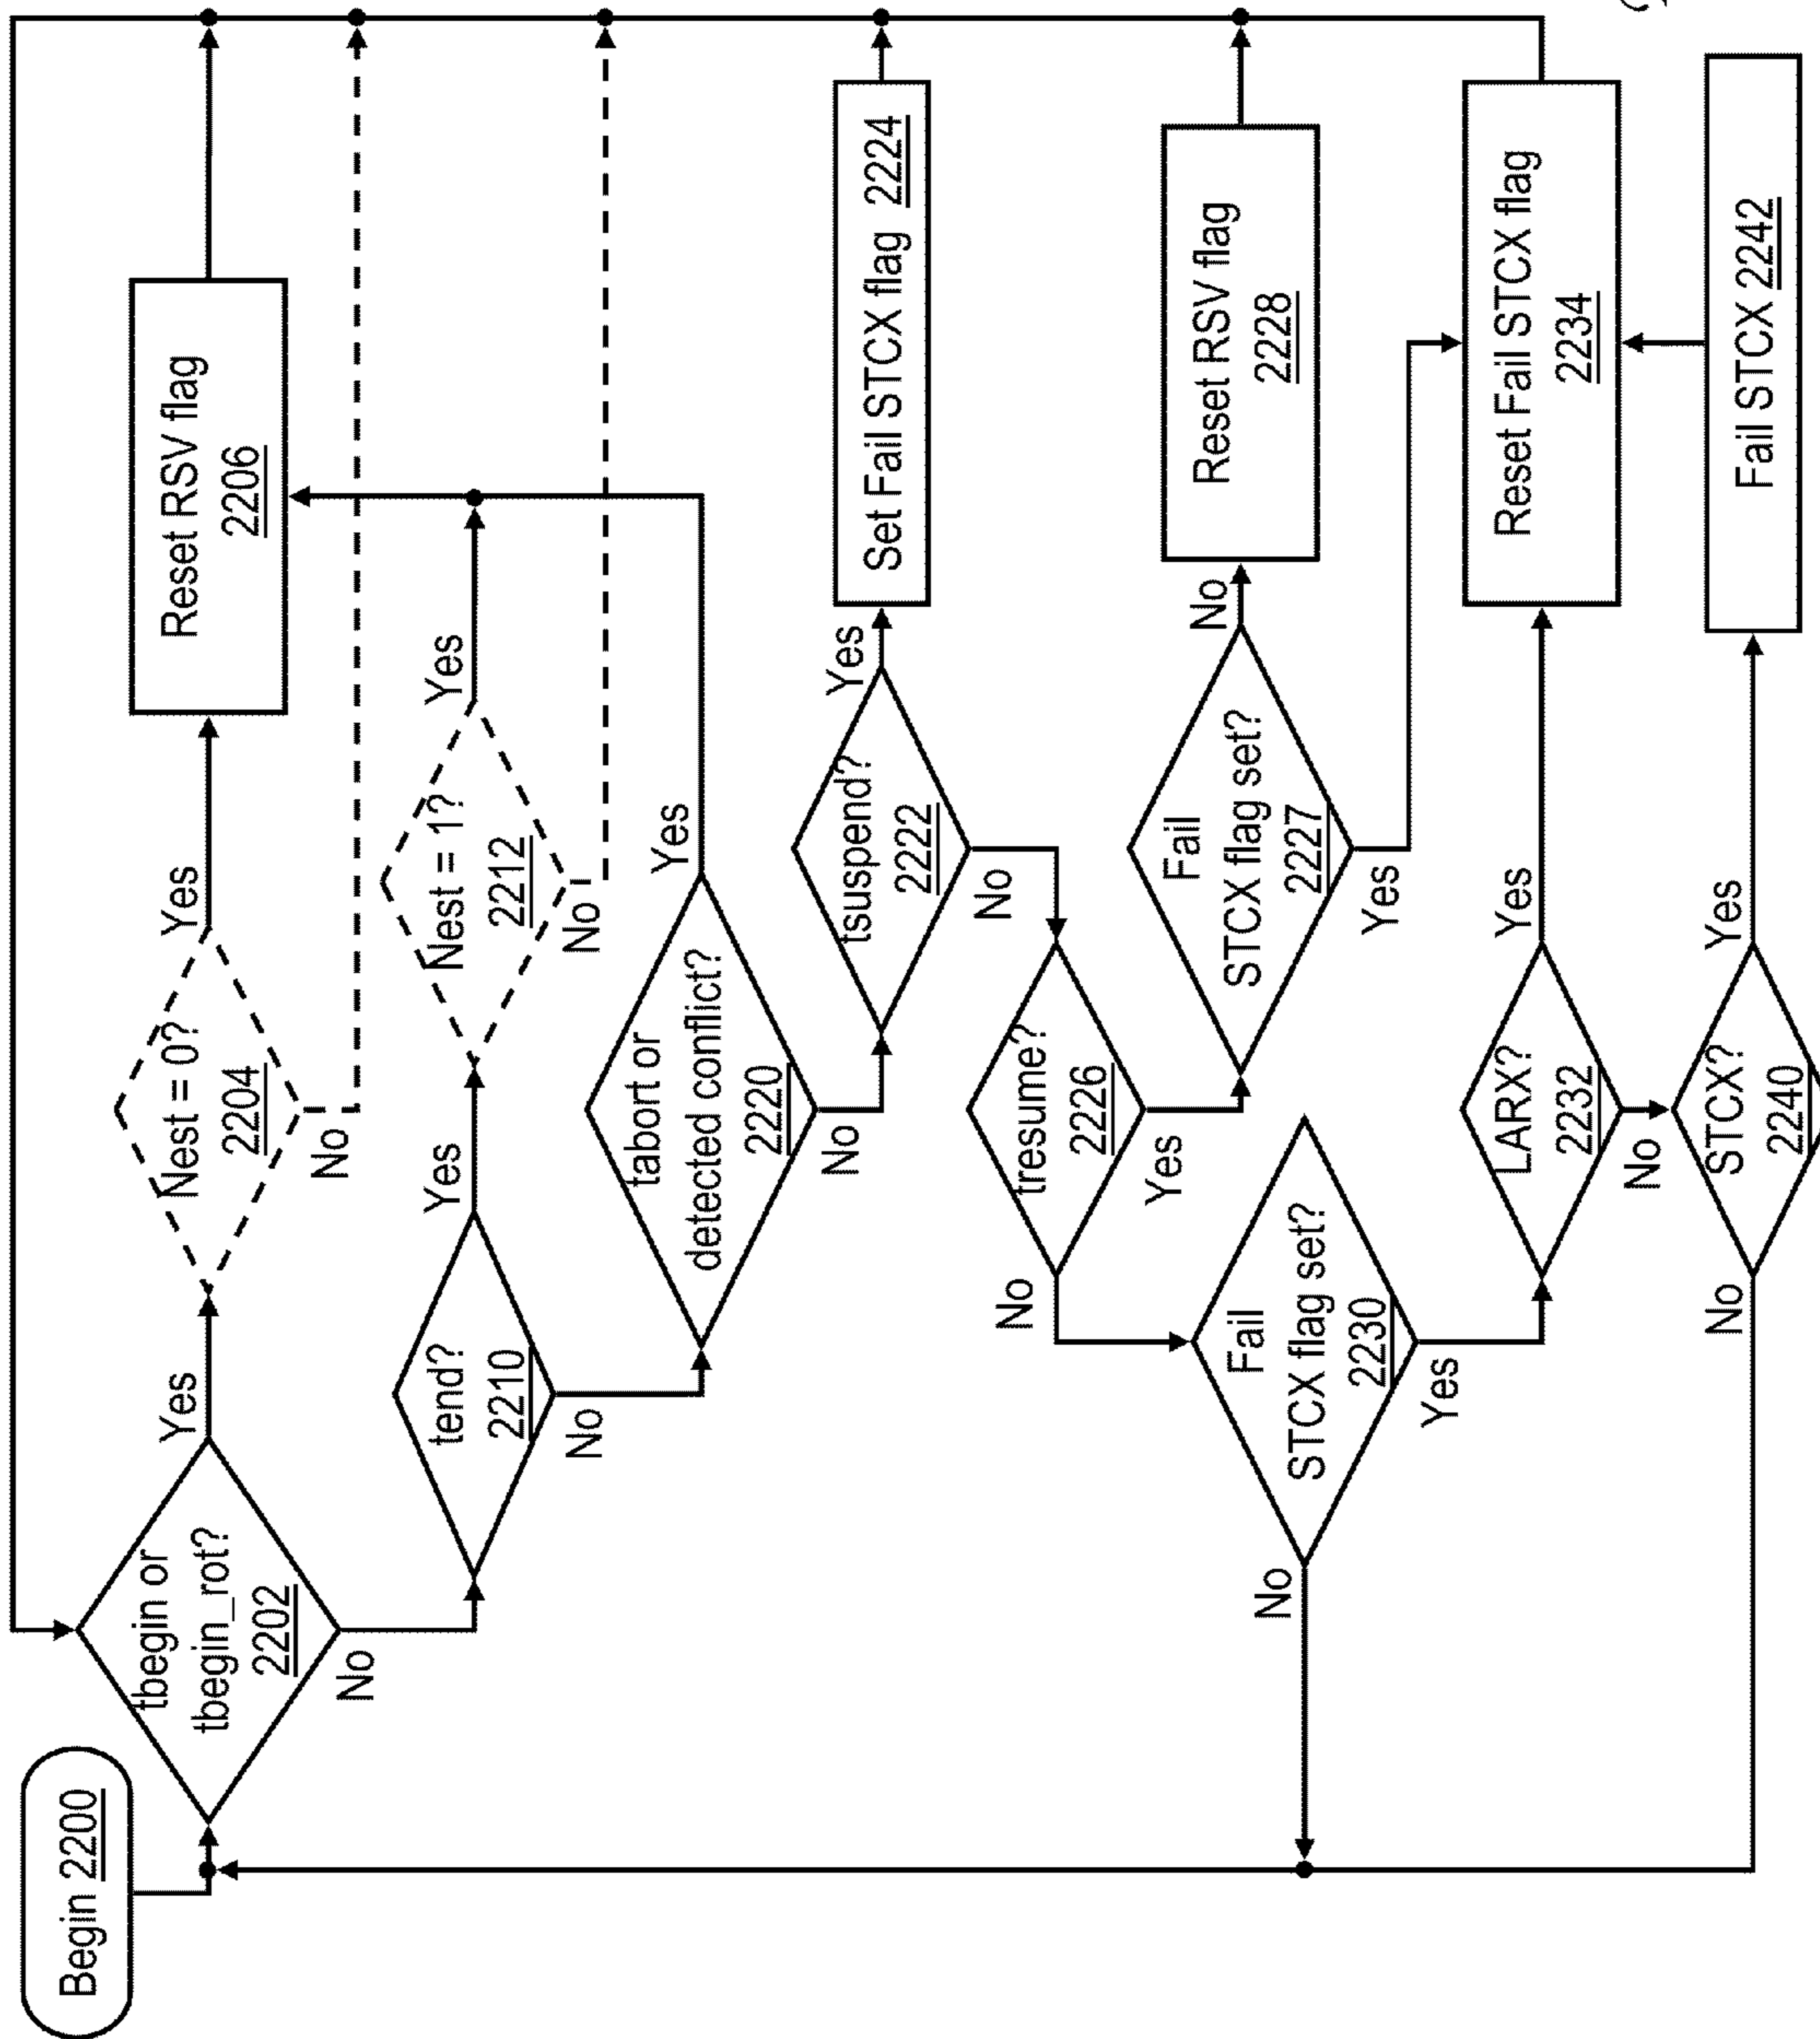 Begin 2200
tbegin or
tbegin_rot?
2202
Yes
No
Nest = 0?
2204
Yes
No
Reset RSV flag
2206
tend?
2210
Yes
No
Nest = 1?
2212
Yes
No
tabort or
detected conflict?
2220
Yes
No
tsuspend?
2222
Yes
No
Set Fail STCX flag 2224
tresume?
2226
Yes
No
Fail
STCX flag set?
2227
No
Yes
Reset RSV flag
2228
Fail
STCX flag set?
2230
No
Yes
LARX?
2232
Yes
No
Reset Fail STCX flag
2234
STCX?
2240
Yes
No
Fail STCX 2242